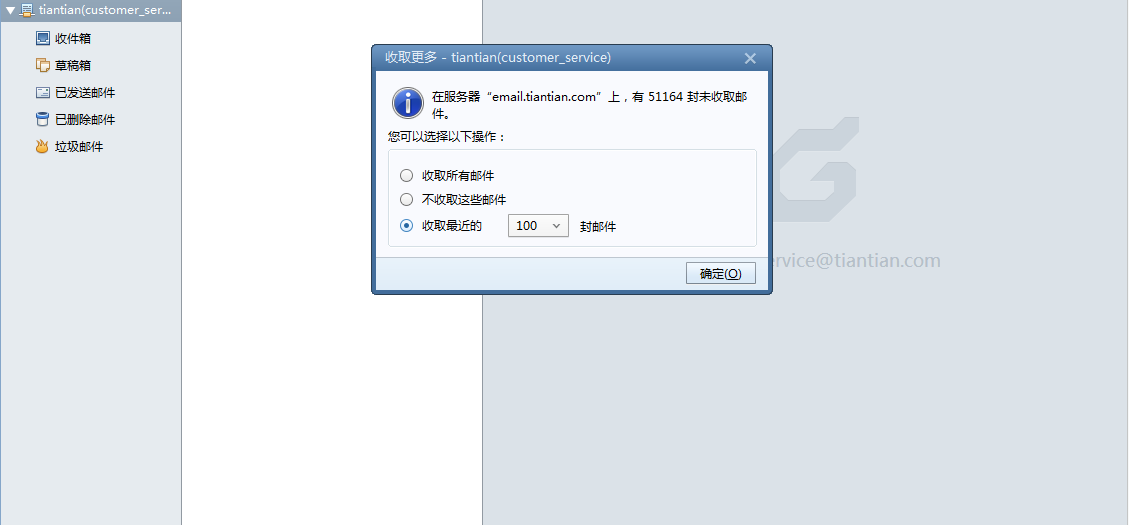 tiantian(customer_ser...
收件箱
草稿箱
已发送邮件
已删除邮件
垃圾邮件
收取更多 - tiantian(customer_service)
在服务器“email.tiantian.com”上，有 51164 封未收取邮
件。
您可以选择以下操作：
收取所有邮件
不收取这些邮件
收取最近的 100 封邮件
确定(O)
rvice@tiantian.com